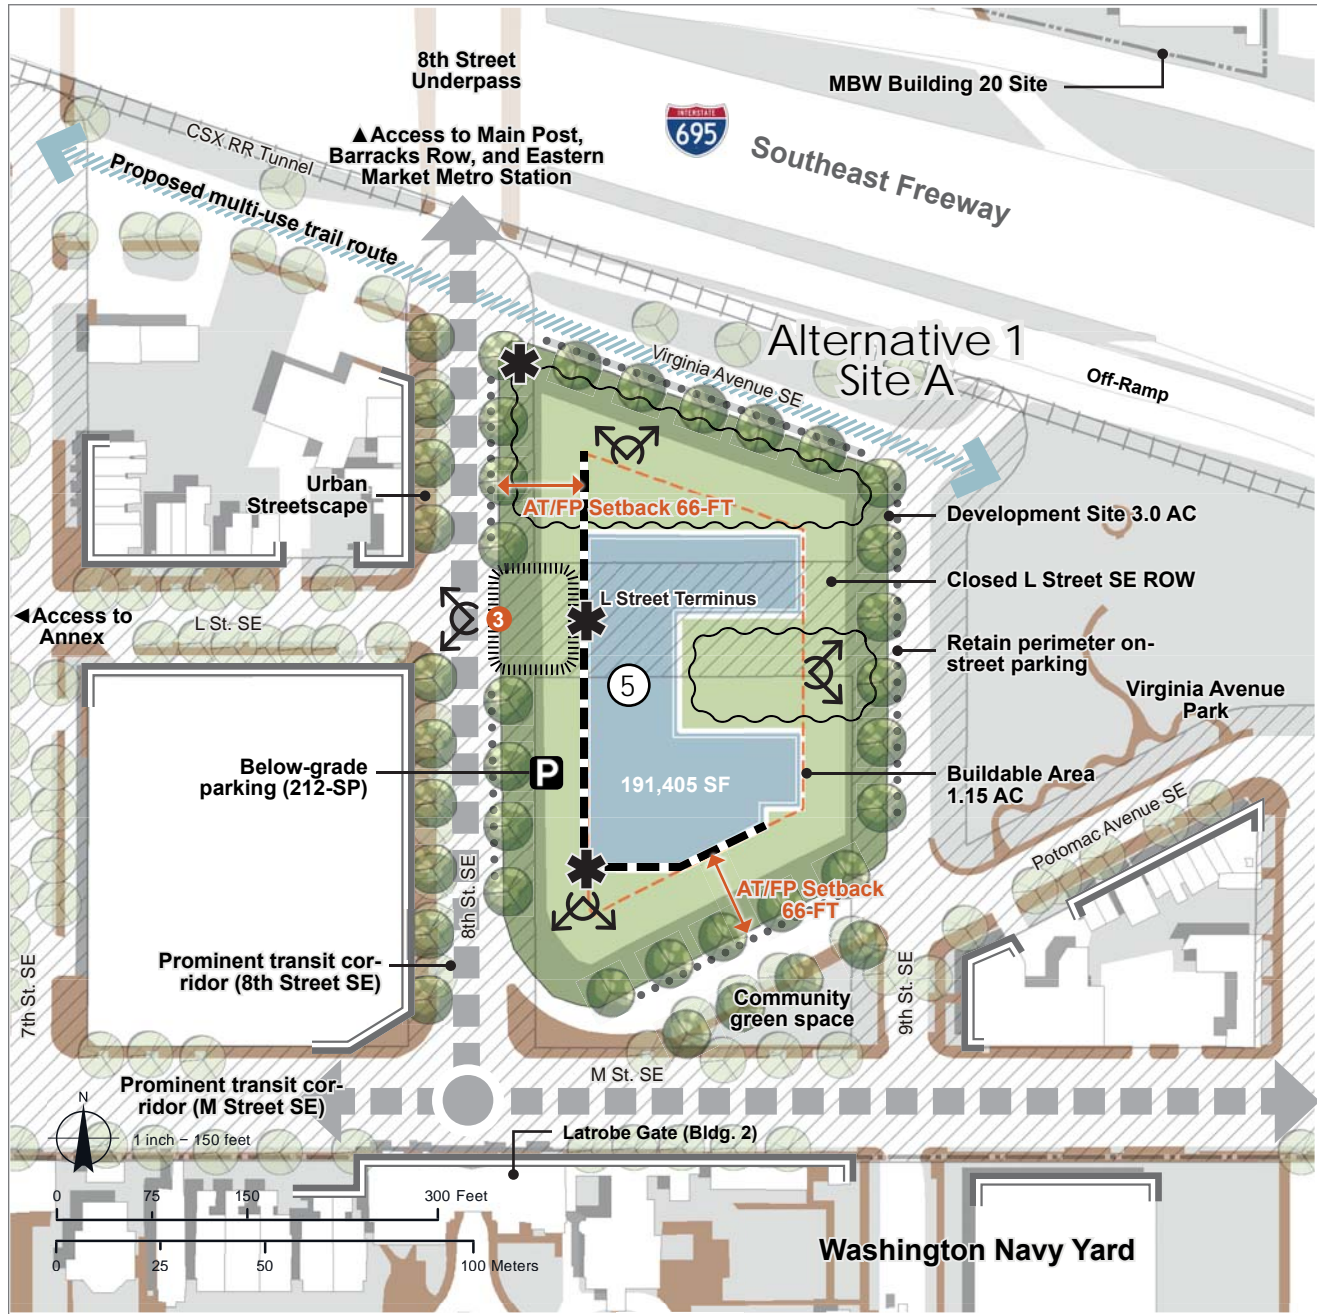 8th Street
Underpass
MBW Building 20 Site
INTERSTATE
695
Southeast Freeway
▲Access to Main Post,
Barracks Row, and Eastern
Market Metro Station
CSX RR Tunnel
Proposed multi-use trail route
Alternative 1
Site A
Virginia Avenue SE
Off-Ramp
Urban
Streetscape
AT/FP Setback 66-FT
Development Site 3.0 AC
Closed L Street SE ROW
L Street Terminus
◄Access to
Annex
L St. SE
3
Retain perimeter on-
street parking
5
Virginia Avenue
Park
Below-grade
parking (212-SP)
P
191,405 SF
Buildable Area
1.15 AC
Potomac Avenue SE
AT/FP Setback
66-FT
8th St. SE
7th St. SE
9th St. SE
Prominent transit cor-
ridor (8th Street SE)
Community
green space
M St. SE
Prominent transit cor-
ridor (M Street SE)
N
1 inch – 150 feet
Latrobe Gate (Bldg. 2)
0 75 150 300 Feet
0 25 50 100 Meters
Washington Navy Yard